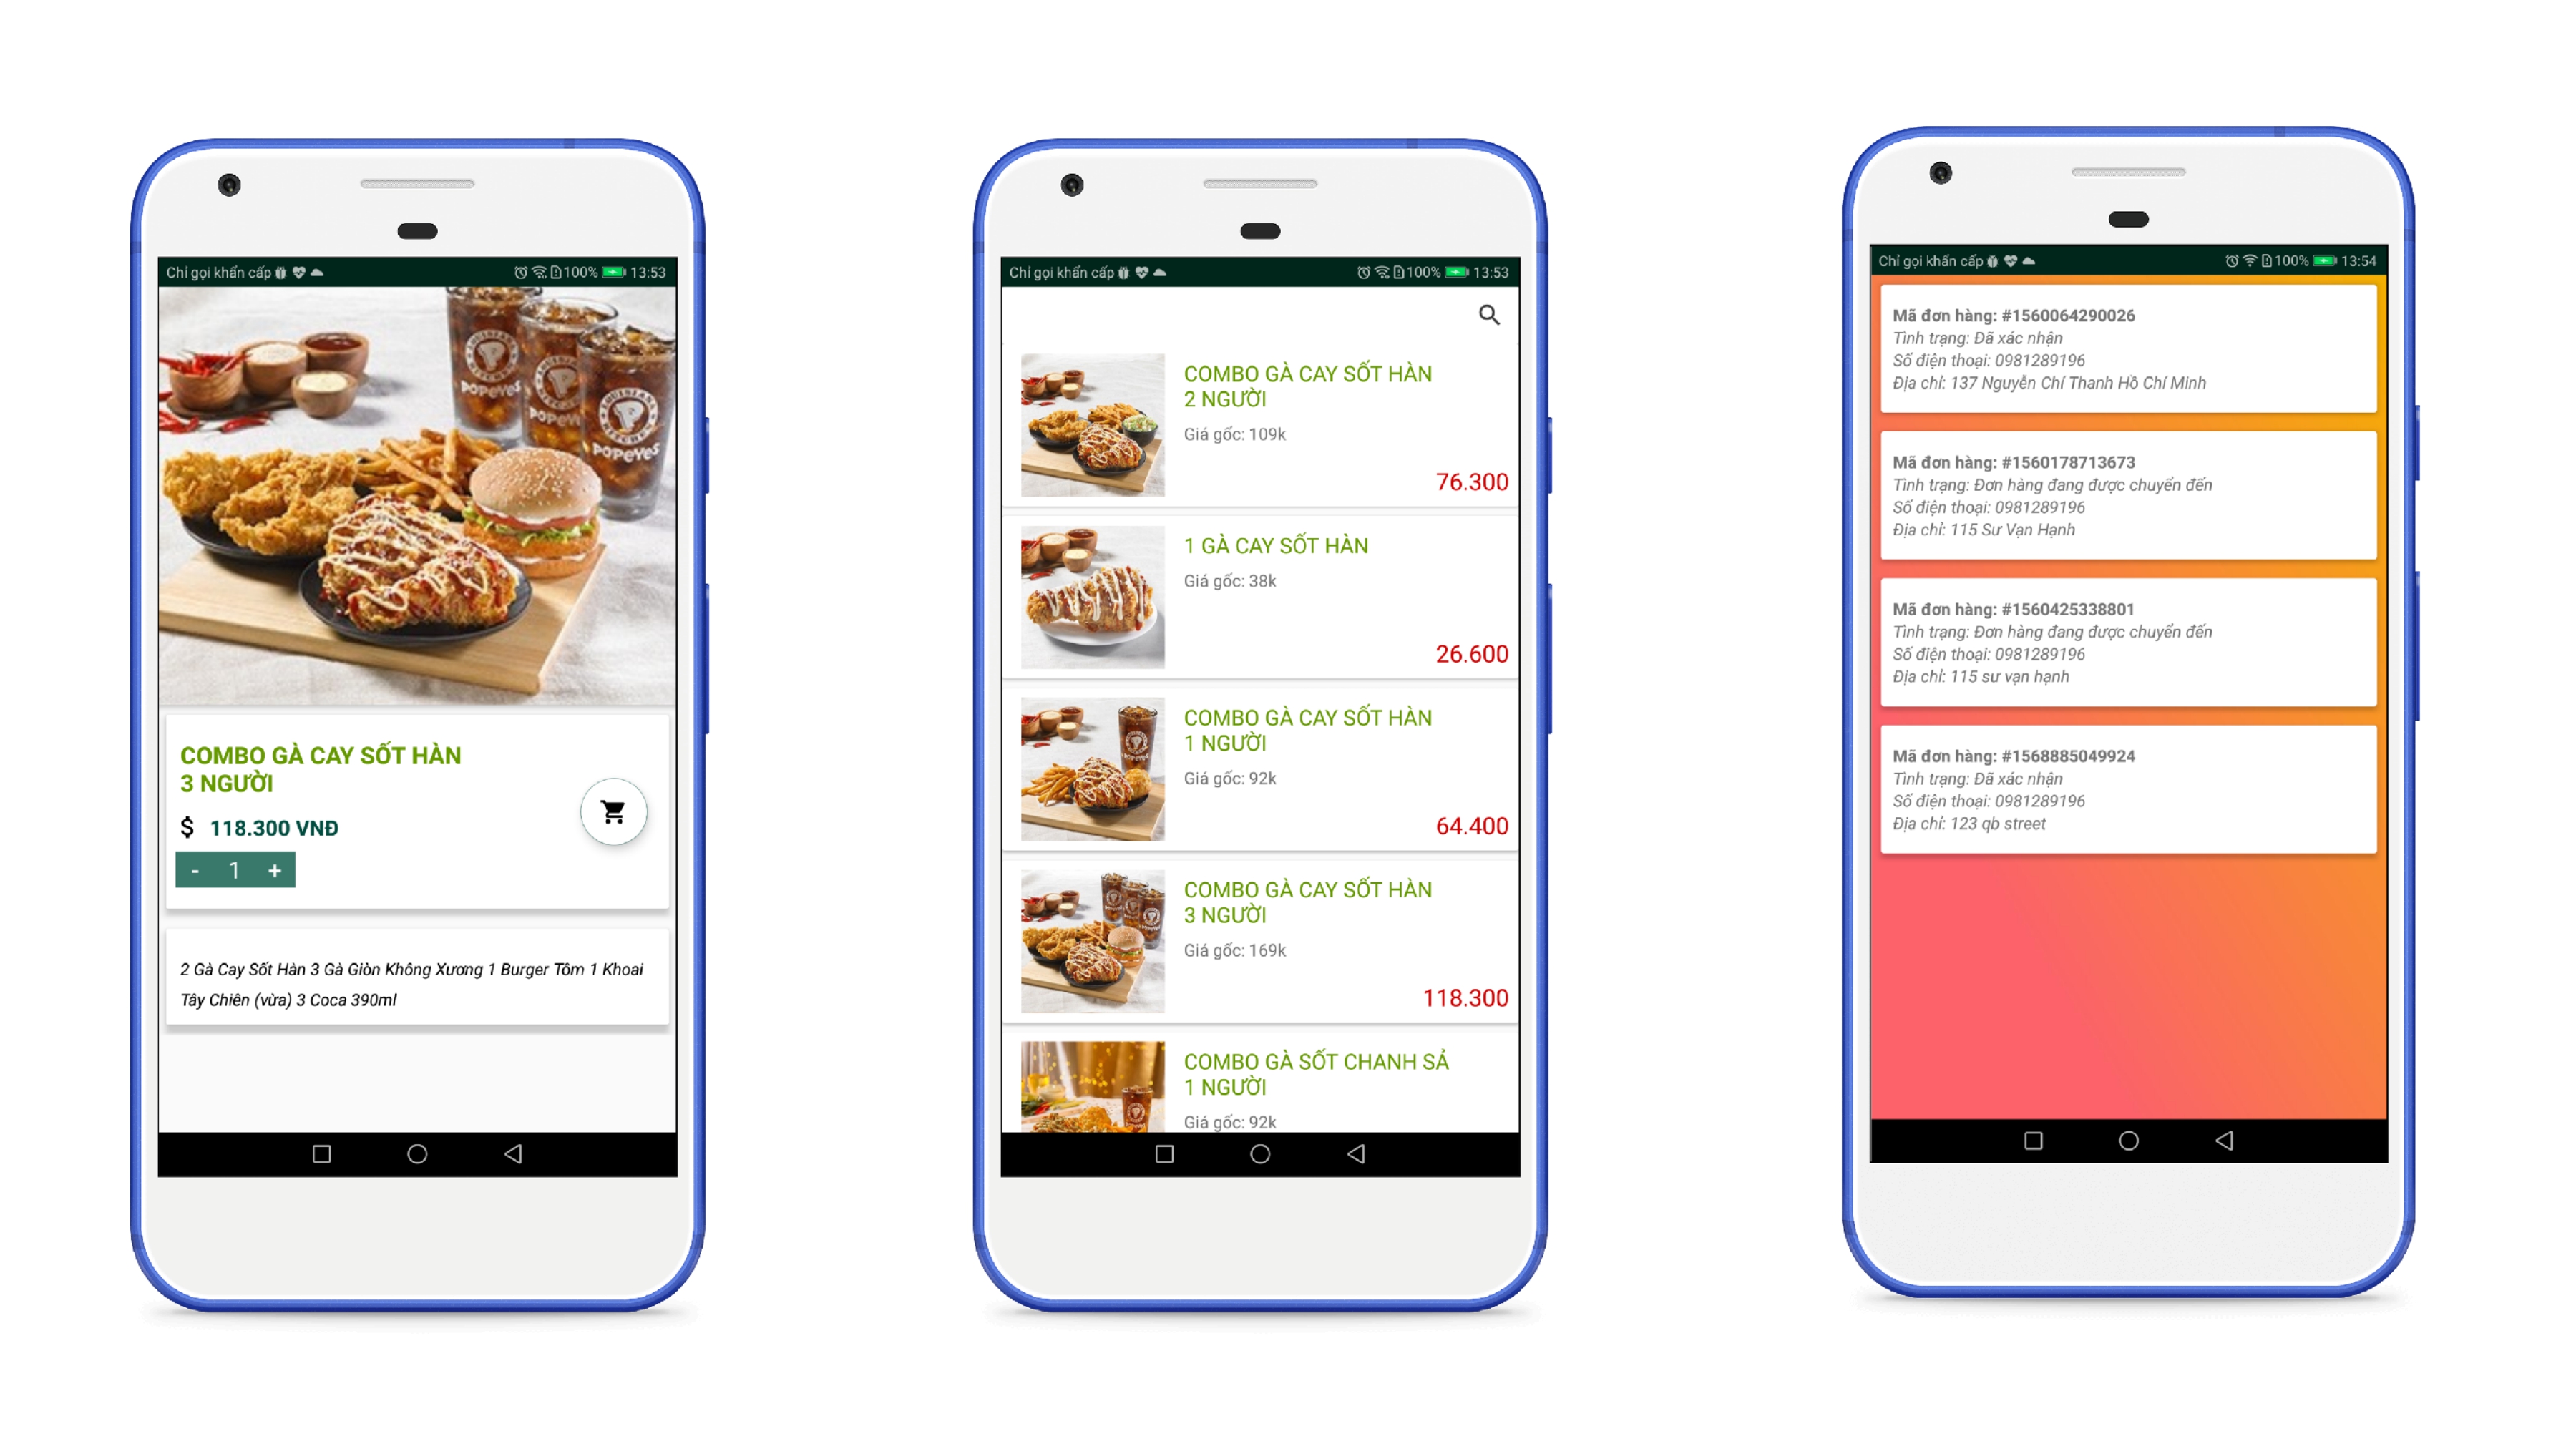 Chỉ gọi khẩn cấp 100% 13:53
POPEYES
POPEYES
LOUISIANA
KITCHEN
POPEYES
COMBO GÀ CAY SỐT HÀN
3 NGƯỜI
$ 118.300 VNĐ
- 1 +
2 Gà Cay Sốt Hàn 3 Gà Giòn Không Xương 1 Burger Tôm 1 Khoai
Tây Chiên (vừa) 3 Coca 390ml
Chỉ gọi khẩn cấp 100% 13:53
COMBO GÀ CAY SỐT HÀN
2 NGƯỜI
Giá gốc: 109k
76.300
1 GÀ CAY SỐT HÀN
Giá gốc: 38k
26.600
COMBO GÀ CAY SỐT HÀN
1 NGƯỜI
Giá gốc: 92k
64.400
COMBO GÀ CAY SỐT HÀN
3 NGƯỜI
Giá gốc: 169k
118.300
COMBO GÀ SỐT CHANH SẢ
1 NGƯỜI
Giá gốc: 92k
Chỉ gọi khẩn cấp 100% 13:54
Mã đơn hàng: #1560064290026
Tình trạng: Đã xác nhận
Số điện thoại: 0981289196
Địa chỉ: 137 Nguyễn Chí Thanh Hồ Chí Minh
Mã đơn hàng: #1560178713673
Tình trạng: Đơn hàng đang được chuyển đến
Số điện thoại: 0981289196
Địa chỉ: 115 Sư Vạn Hạnh
Mã đơn hàng: #1560425338801
Tình trạng: Đơn hàng đang được chuyển đến
Số điện thoại: 0981289196
Địa chỉ: 115 sư vạn hạnh
Mã đơn hàng: #1568885049924
Tình trạng: Đã xác nhận
Số điện thoại: 0981289196
Địa chỉ: 123 qb street